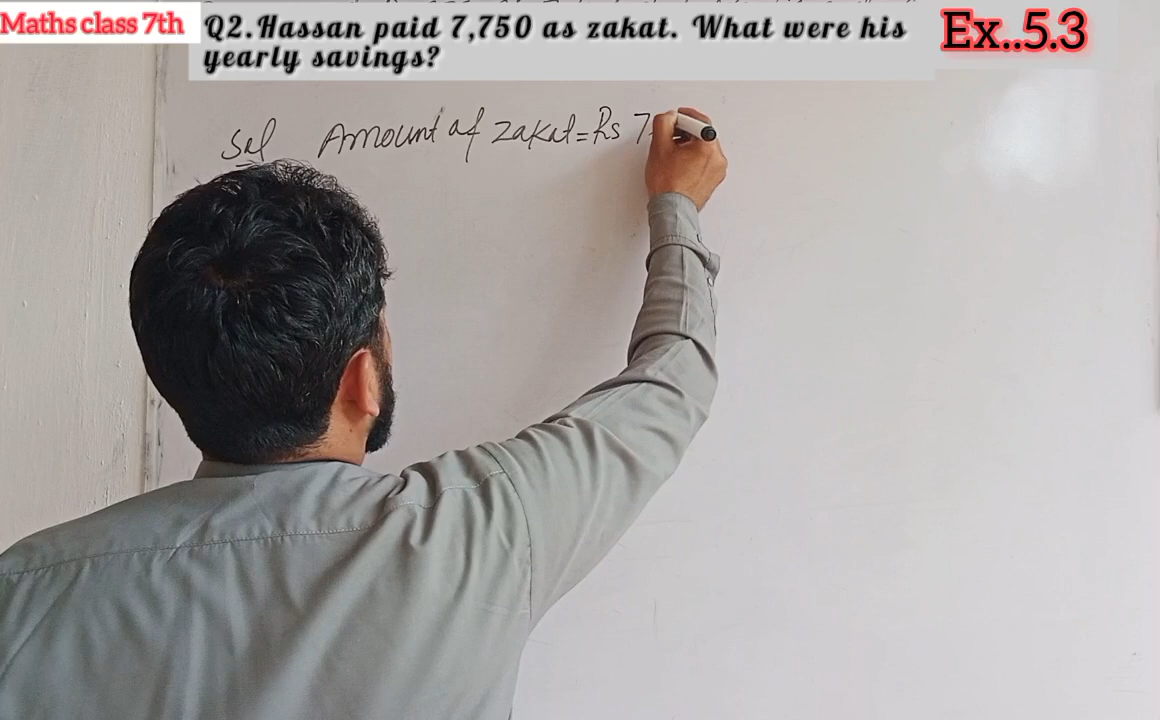 Maths class 7th
Q2.Hassan paid 7,750 as zakat. What were his
yearly savings?
Ex..5.3
Sol Amount of Zakat=Rs 7